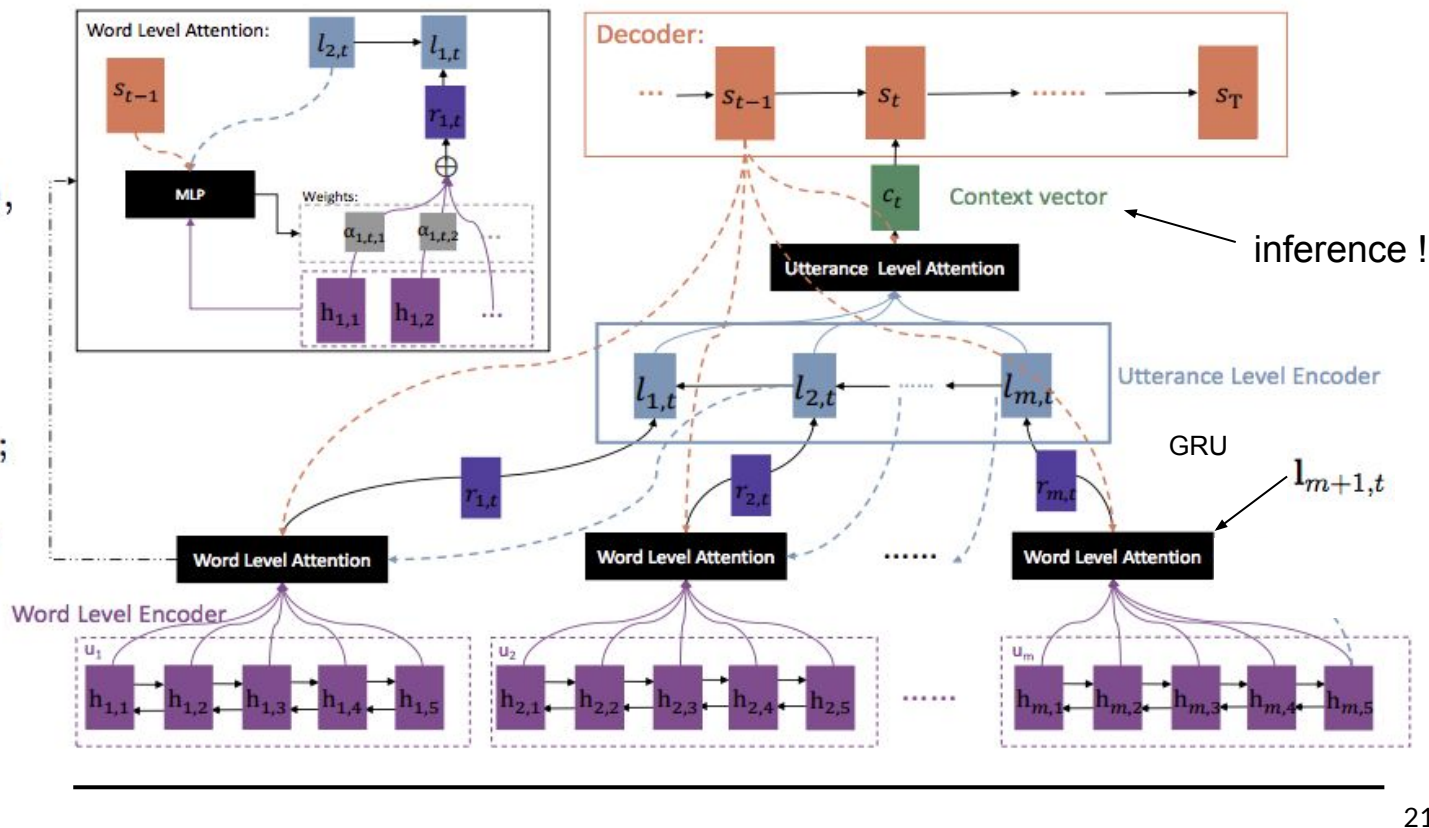 Word Level Attention:
l2,t
l1,t
st−1
r1,t
⊕
MLP
Weights:
α1,t,1
α1,t,2
...
h1,1
h1,2
...
Decoder:
...
st−1
st
......
sT
ct
Context vector
inference !
Utterance Level Attention
l1,t
l2,t
......
lm,t
Utterance Level Encoder
GRU
lm+1,t
r1,t
r2,t
rm,t
,
;
Word Level Attention
Word Level Attention
......
Word Level Attention
Word Level Encoder
u1
h1,1
h1,2
h1,3
h1,4
h1,5
u2
h2,1
h2,2
h2,3
h2,4
h2,5
......
um
hm,1
hm,2
hm,3
hm,4
hm,5
21